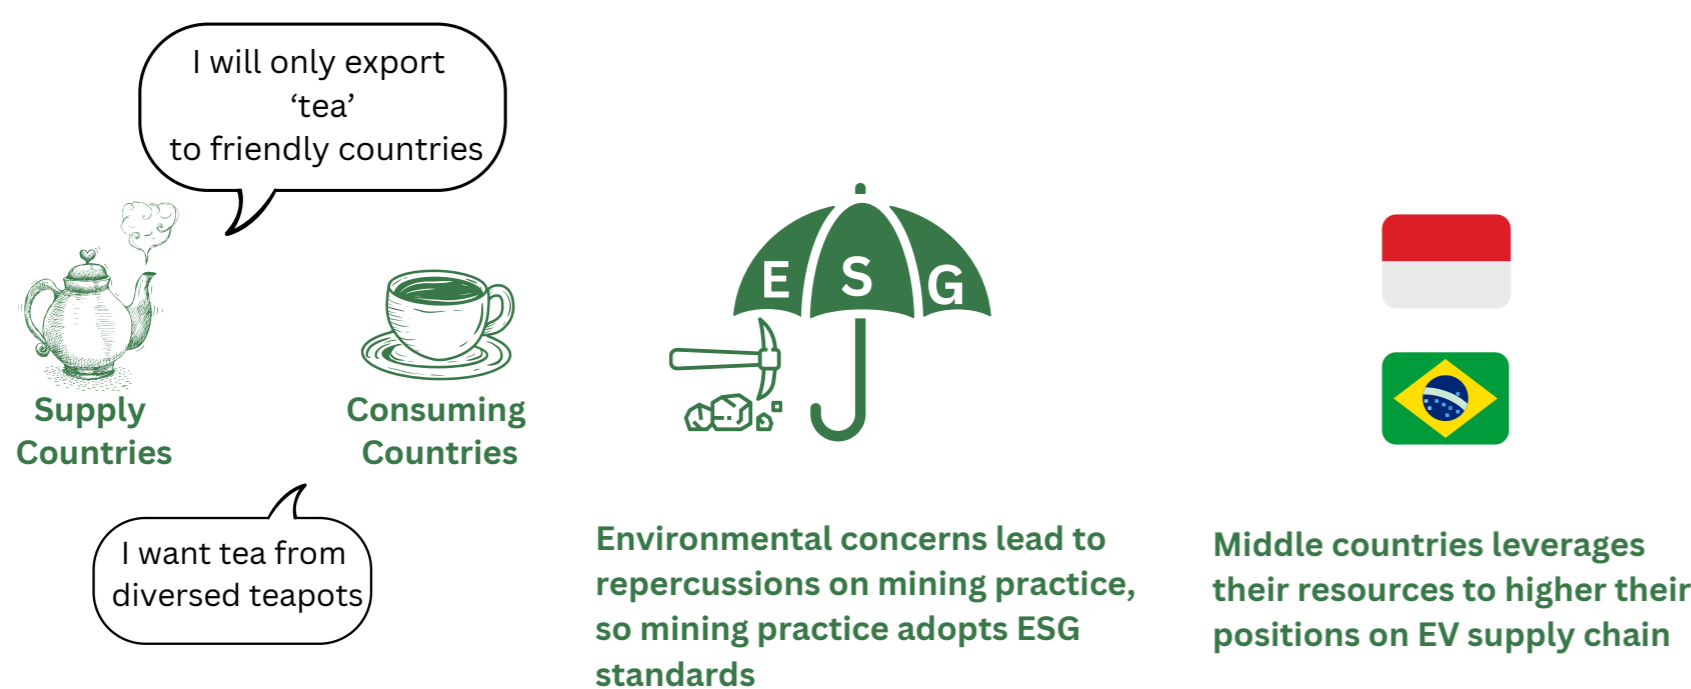 I will only export
‘tea’
to friendly countries
Supply
Countries
Consuming
Countries
I want tea from
diversed teapots
E S G
Environmental concerns lead to
repercussions on mining practice,
so mining practice adopts ESG
standards
Middle countries leverages
their resources to higher their
positions on EV supply chain